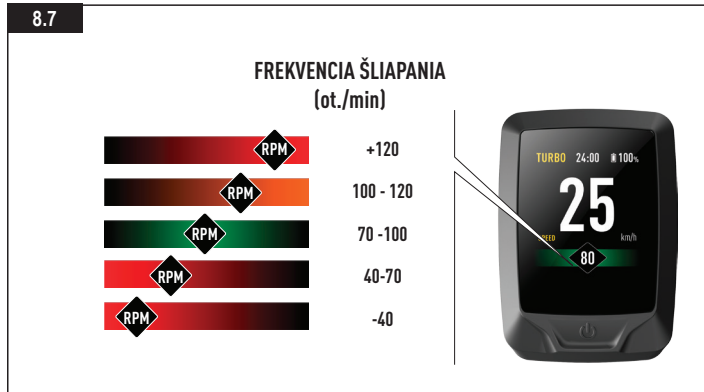 8.7
FREKVENCIA ŠLIAPANIA
(ot./min)
RPM +120
RPM 100 - 120
RPM 70 -100
RPM 40-70
RPM -40
TURBO 24:00 100%
25
SPEED km/h
80